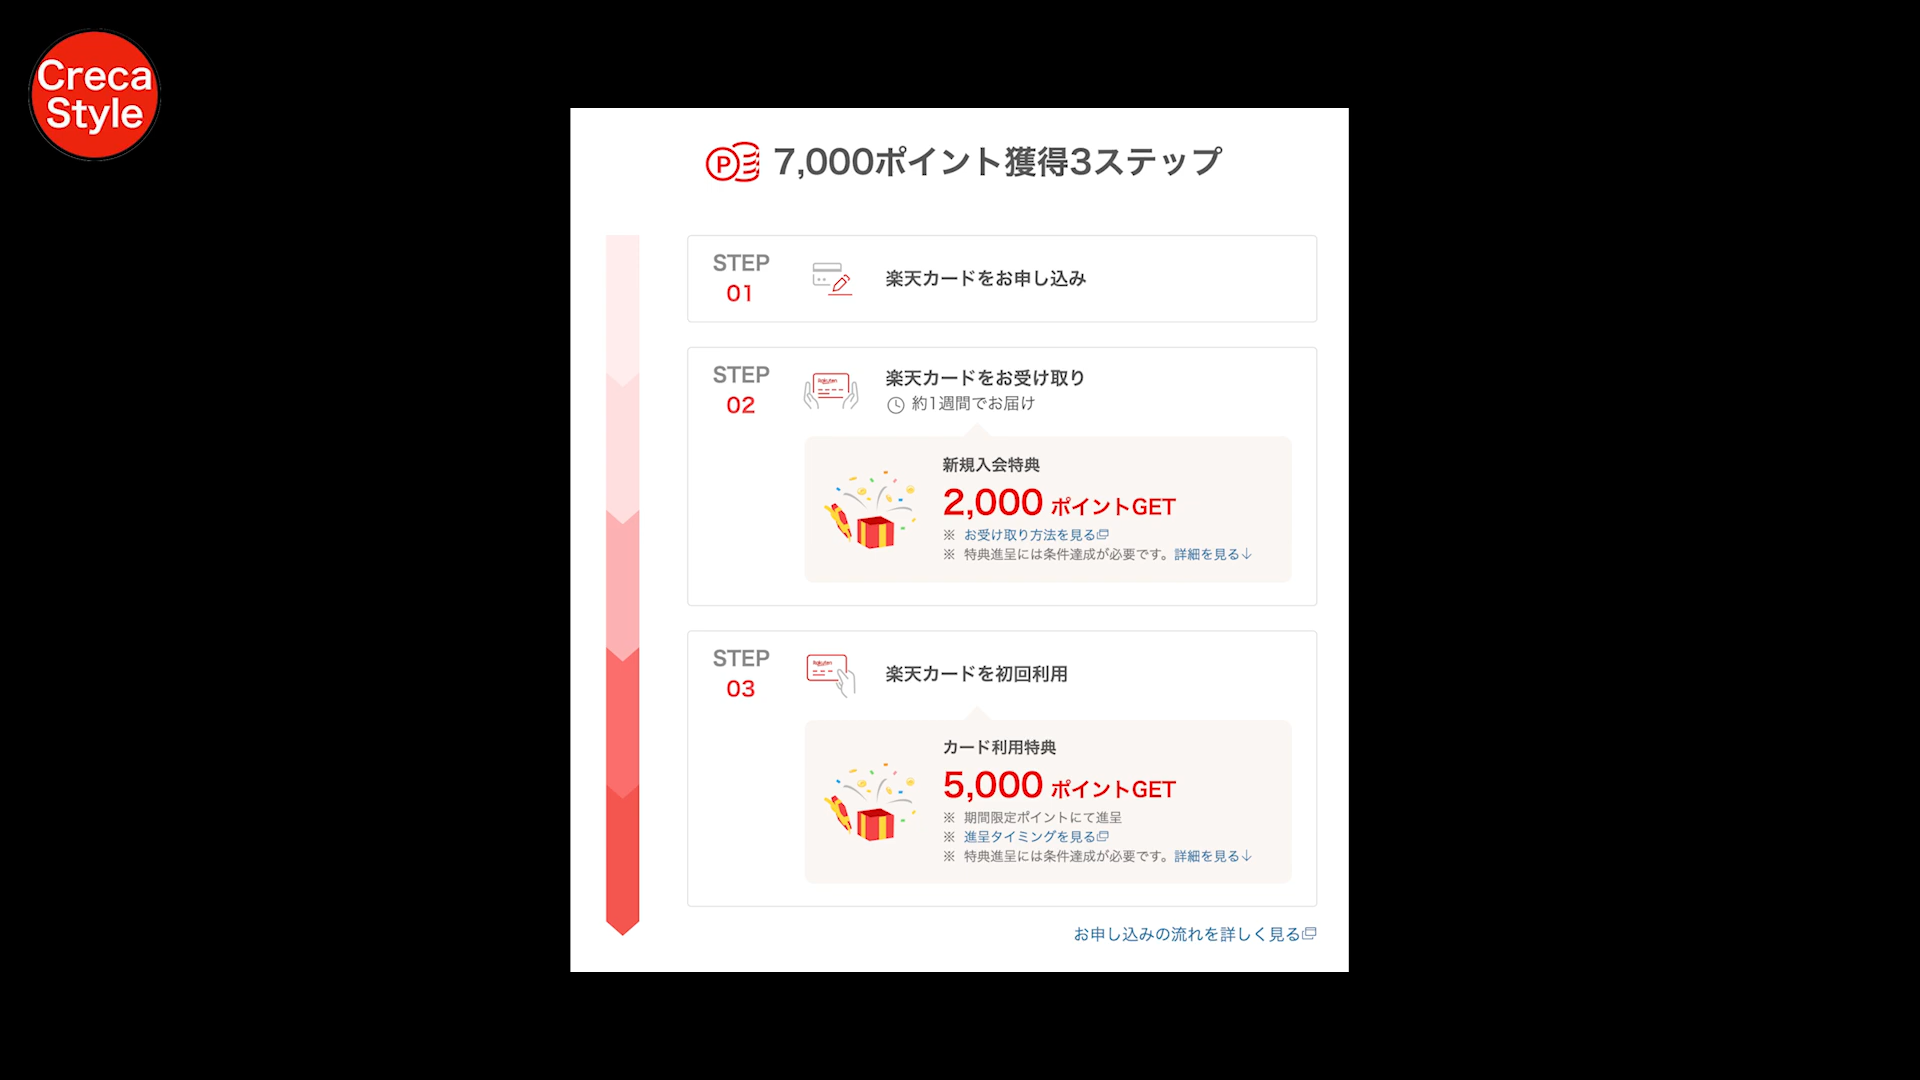 Creca
Style
7,000ポイント獲得3ステップ
STEP
01
楽天カードをお申し込み
STEP
02
Rakuten
楽天カードをお受け取り
約1週間でお届け
新規入会特典
2,000 ポイントGET
※ お受け取り方法を見る
※ 特典進呈には条件達成が必要です。詳細を見る↓
STEP
03
Rakuten
楽天カードを初回利用
カード利用特典
5,000 ポイントGET
※ 期間限定ポイントにて進呈
※ 進呈タイミングを見る
※ 特典進呈には条件達成が必要です。詳細を見る↓
お申し込みの流れを詳しく見る